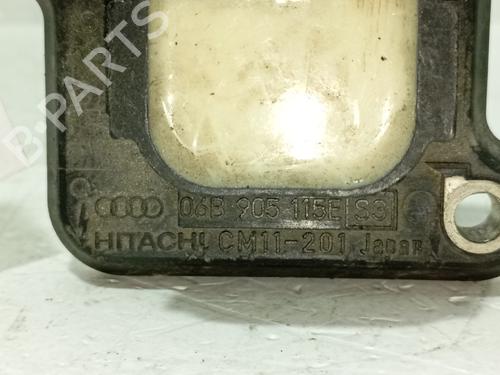 B-PARTS
06B 905 115E S3
HITACHI CM11-201 Japan